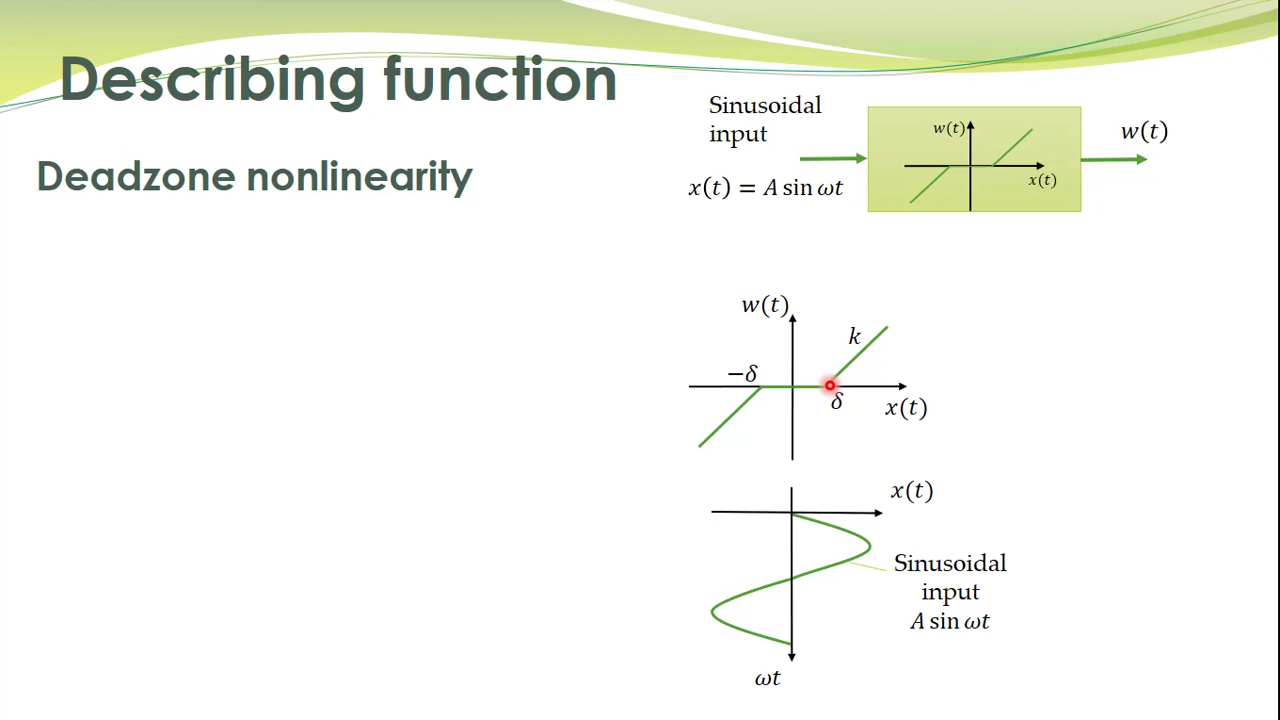 Describing function
Deadzone nonlinearity
Sinusoidal
input
x(t) = A sin ωt
w(t)
x(t)
w(t)
w(t)
k
−δ
δ
x(t)
x(t)
Sinusoidal
input
A sin ωt
ωt